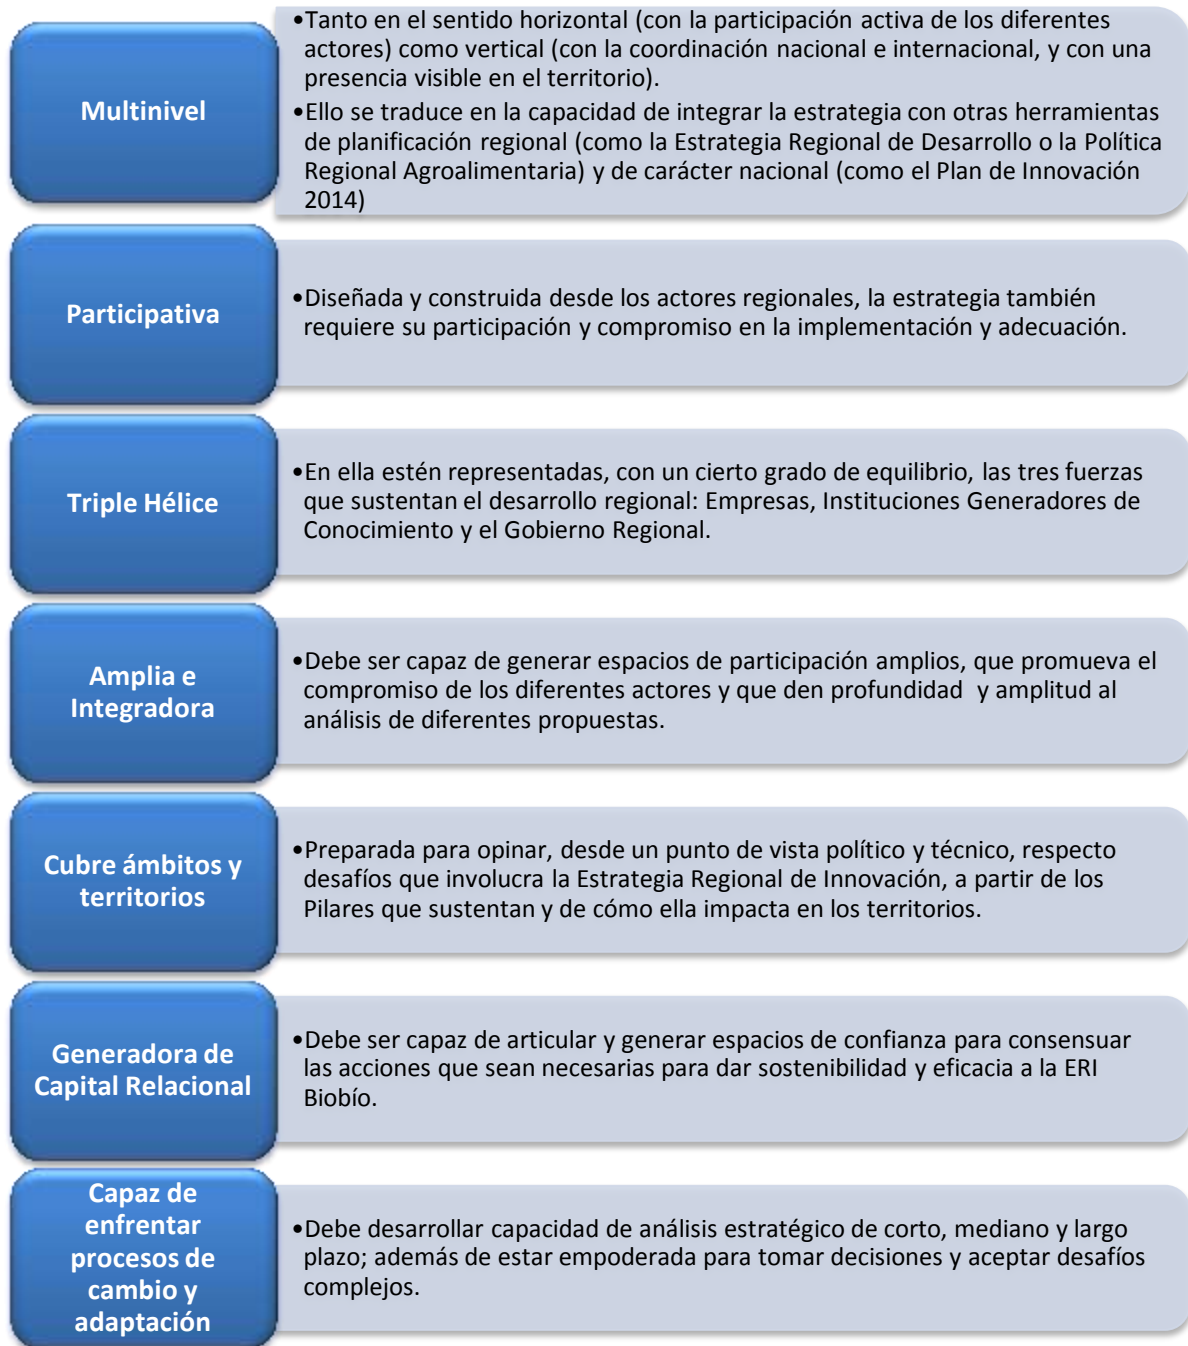 Multinivel
•Tanto en el sentido horizontal (con la participación activa de los diferentes
actores) como vertical (con la coordinación nacional e internacional, y con una
presencia visible en el territorio).
•Ello se traduce en la capacidad de integrar la estrategia con otras herramientas
de planificación regional (como la Estrategia Regional de Desarrollo o la Política
Regional Agroalimentaria) y de carácter nacional (como el Plan de Innovación
2014)
Participativa
•Diseñada y construida desde los actores regionales, la estrategia también
requiere su participación y compromiso en la implementación y adecuación.
Triple Hélice
•En ella estén representadas, con un cierto grado de equilibrio, las tres fuerzas
que sustentan el desarrollo regional: Empresas, Instituciones Generadores de
Conocimiento y el Gobierno Regional.
Amplia e
Integradora
•Debe ser capaz de generar espacios de participación amplios, que promueva el
compromiso de los diferentes actores y que den profundidad  y amplitud al
análisis de diferentes propuestas.
Cubre ámbitos y
territorios
•Preparada para opinar, desde un punto de vista político y técnico, respecto
desafíos que involucra la Estrategia Regional de Innovación, a partir de los
Pilares que sustentan y de cómo ella impacta en los territorios.
Generadora de
Capital Relacional
•Debe ser capaz de articular y generar espacios de confianza para consensuar
las acciones que sean necesarias para dar sostenibilidad y eficacia a la ERI
Biobío.
Capaz de
enfrentar
procesos de
cambio y
adaptación
•Debe desarrollar capacidad de análisis estratégico de corto, mediano y largo
plazo; además de estar empoderada para tomar decisiones y aceptar desafíos
complejos.